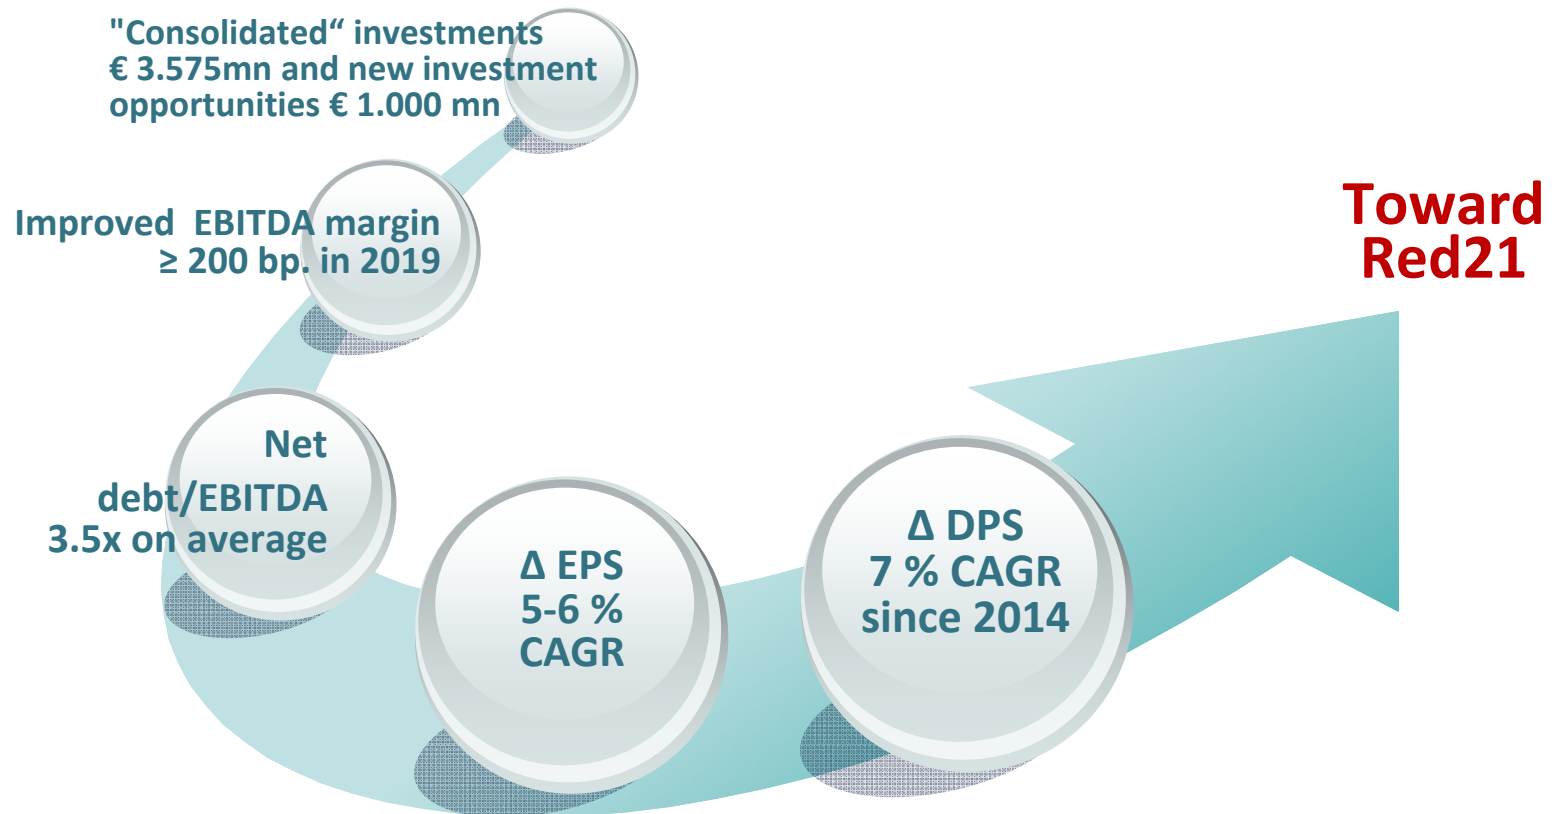 "Consolidated“ investments
€ 3.575mn and new investment
opportunities € 1.000 mn
Improved EBITDA margin
≥ 200 bp. in 2019
Net
debt/EBITDA
3.5x on average
Δ EPS
5-6 %
CAGR
Δ DPS
7 % CAGR
since 2014
Toward
Red21